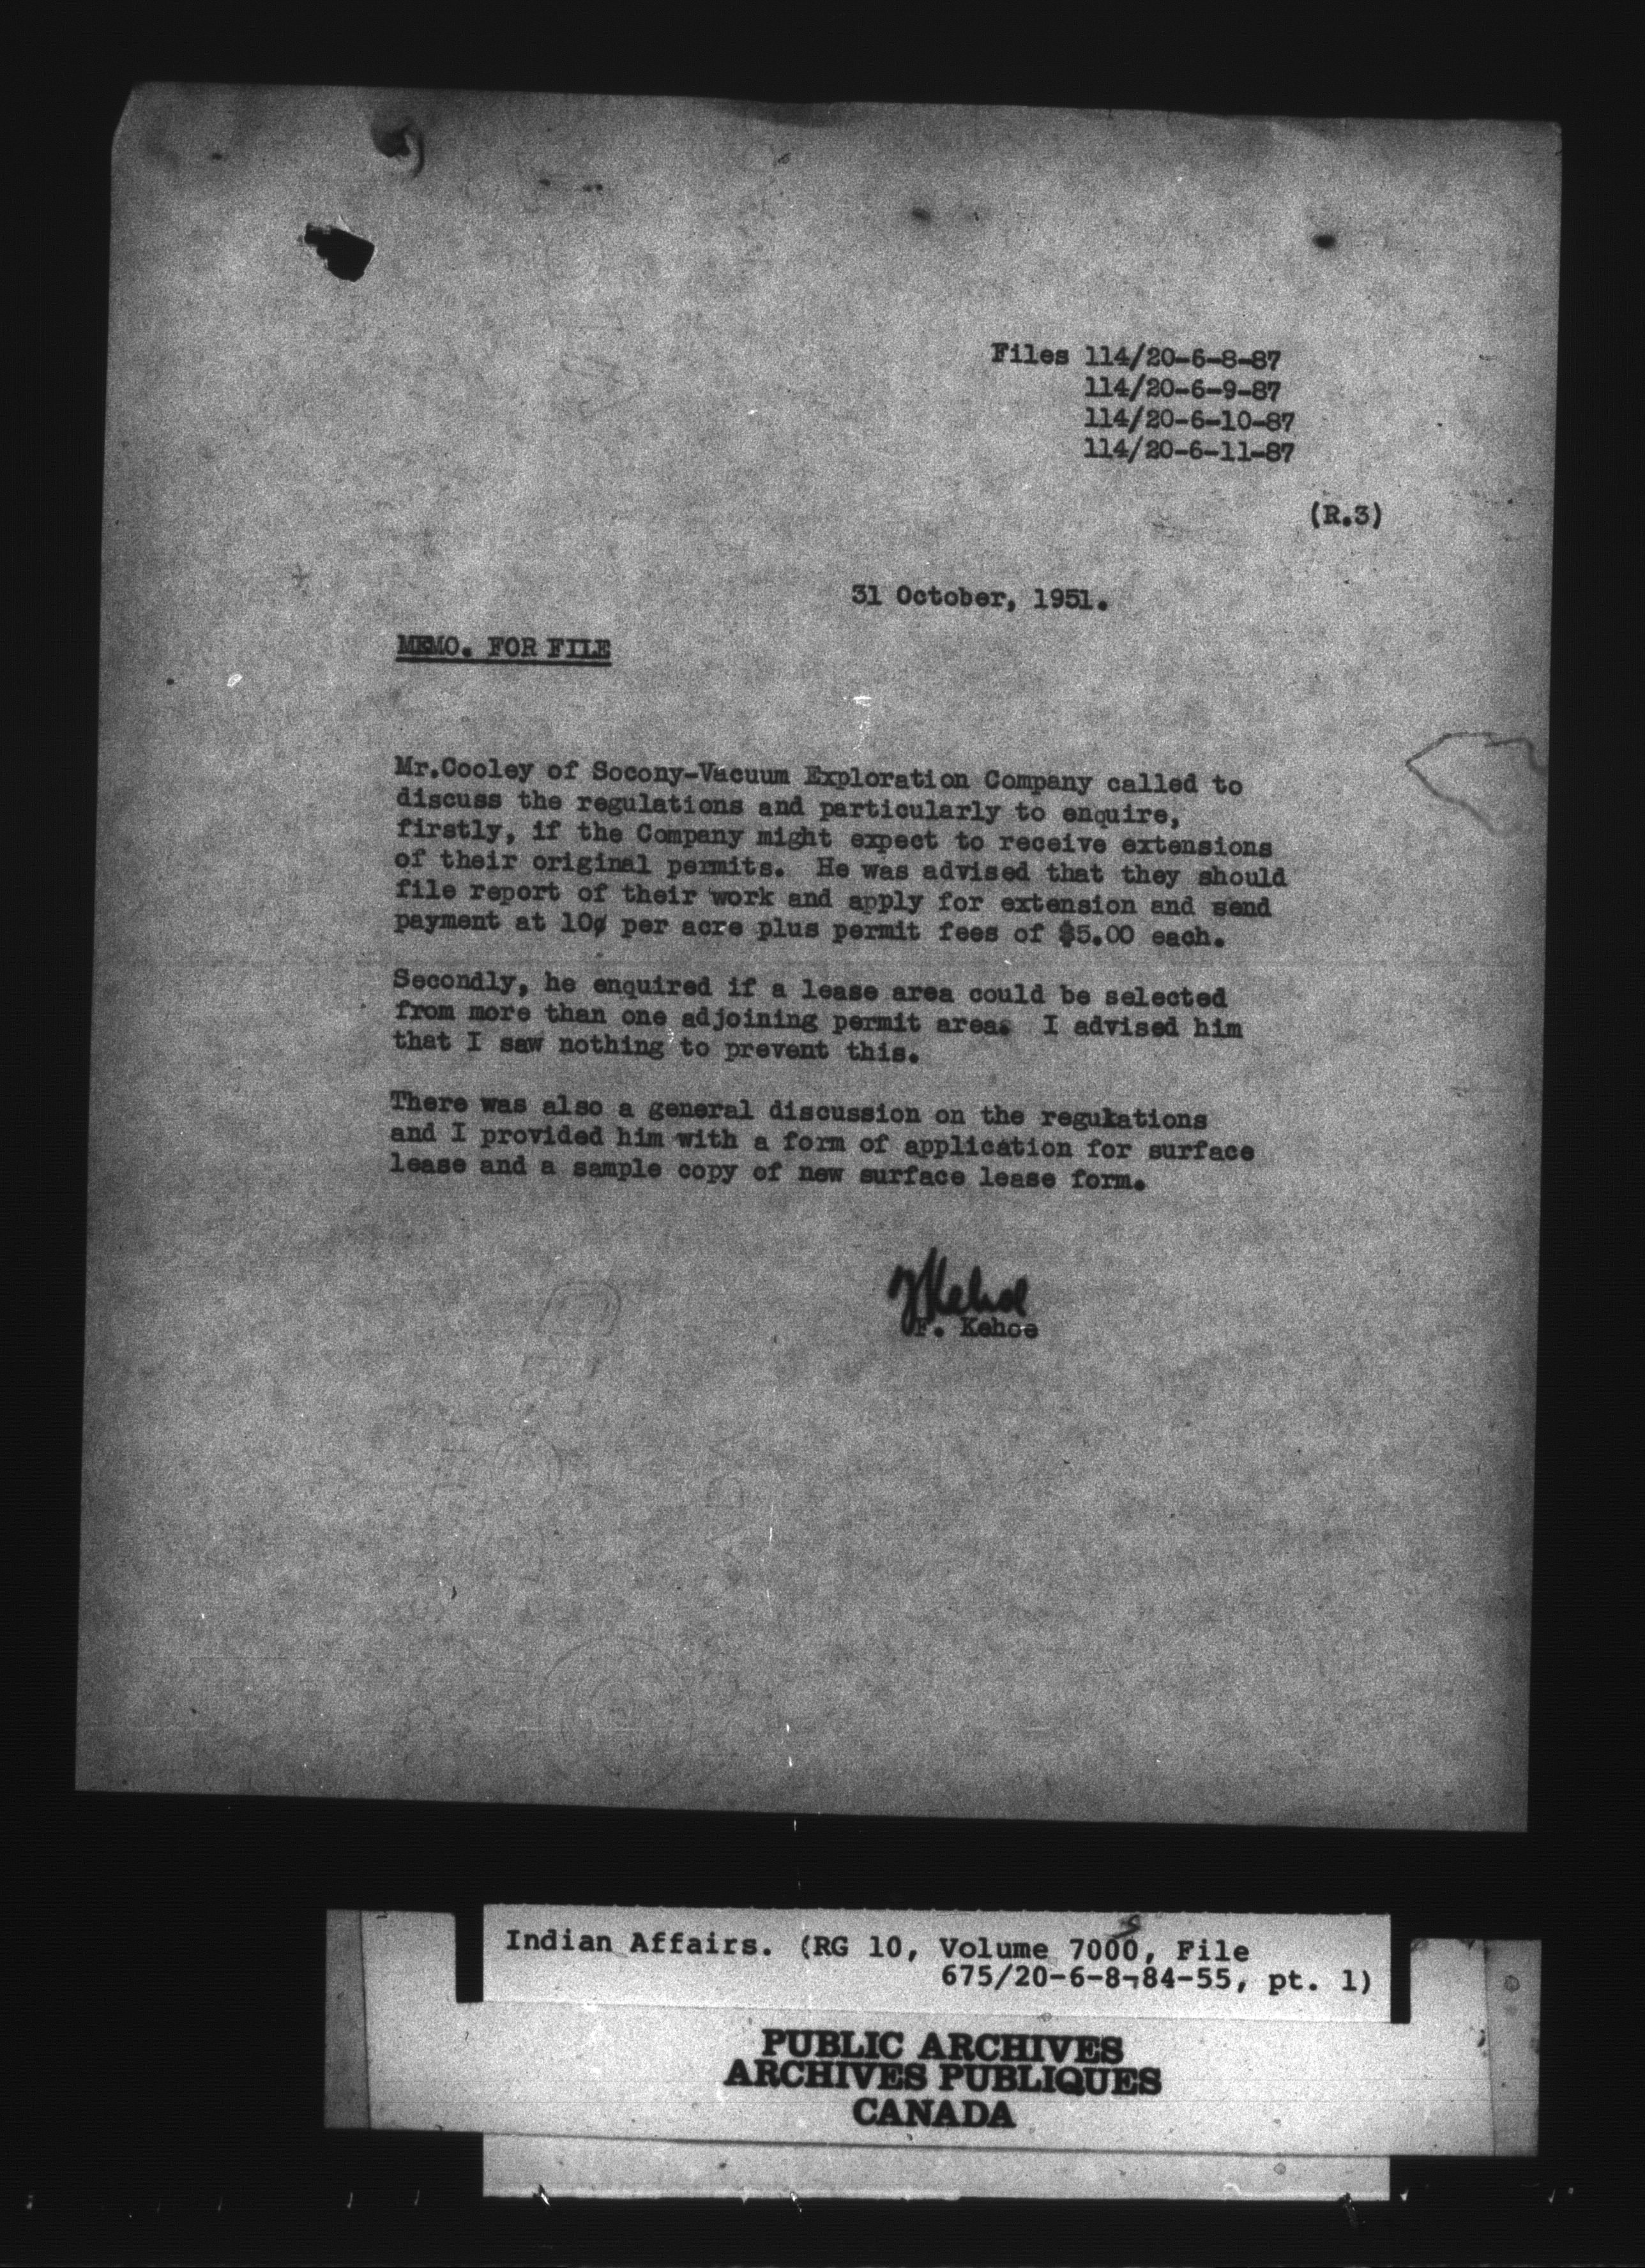 Files 114/20-6-8-87
114/20-6-9-87
114/20-6-10-87
114/20-6-11-87
(R.3)
31 October, 1951.
MEMO. FOR FILE
Mr.Cooley of Socony-Vacuum Exploration Company called to
discuss the regulations and particularly to enquire,
firstly, if the Company might expect to receive extensions
of their original permits. He was advised that they should
file report of their work and apply for extension and send
payment at 10¢ per acre plus permit fees of $5.00 each.
Secondly, he enquired if a lease area could be selected
from more than one adjoining permit area. I advised him
that I saw nothing to prevent this.
There was also a general discussion on the regulations
and I provided him with a form of application for surface
lease and a sample copy of new surface lease form.
FKehoe
F. Kehoe
Indian Affairs. (RG 10, Volume 7000, File
675/20-6-8-84-55, pt. 1)
PUBLIC ARCHIVES
ARCHIVES PUBLIQUES
CANADA